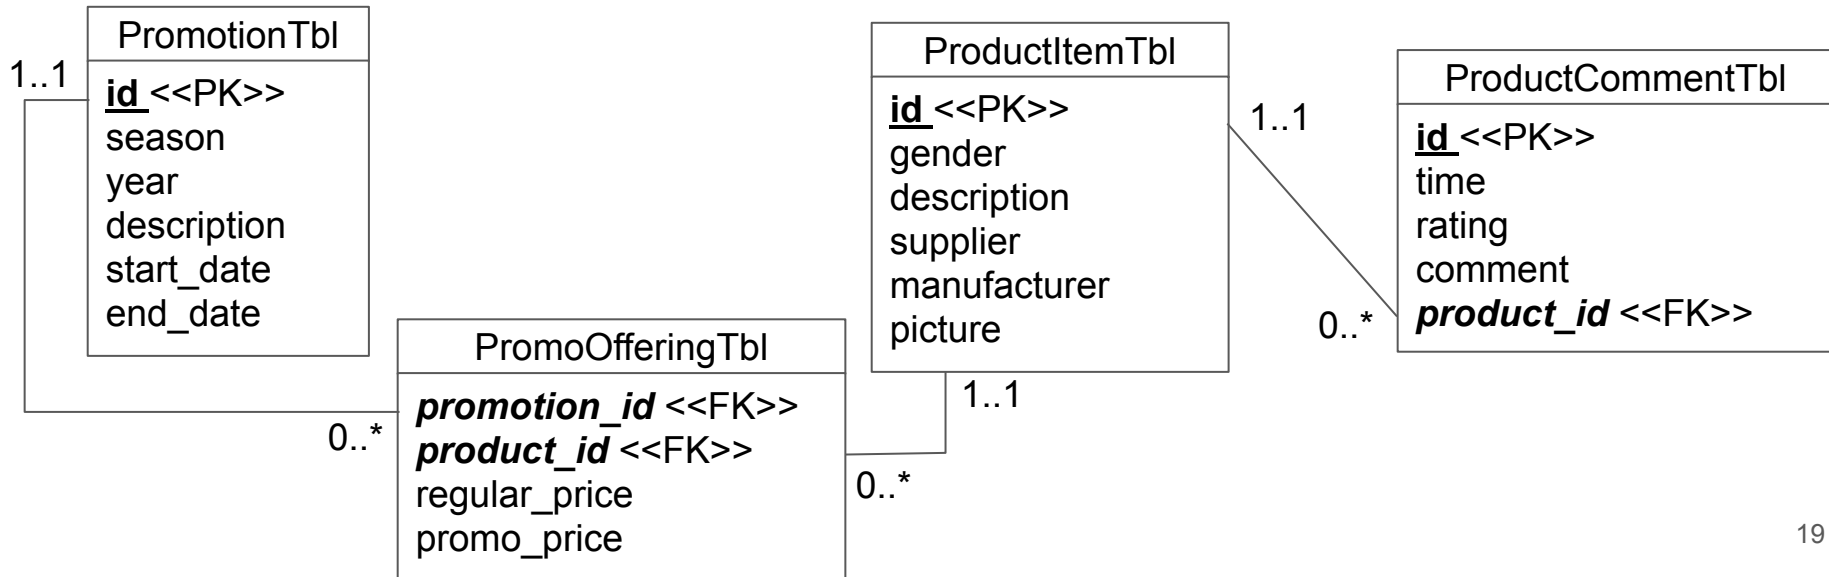 PromotionTbl
1..1
id <<PK>>
season
year
description
start_date
end_date
PromoOfferingTbl
promotion_id <<FK>>
product_id <<FK>>
regular_price
promo_price
0..*
0..*
ProductItemTbl
id <<PK>>
gender
description
supplier
manufacturer
picture
1..1
1..1
ProductCommentTbl
id <<PK>>
time
rating
comment
product_id <<FK>>
0..*
19